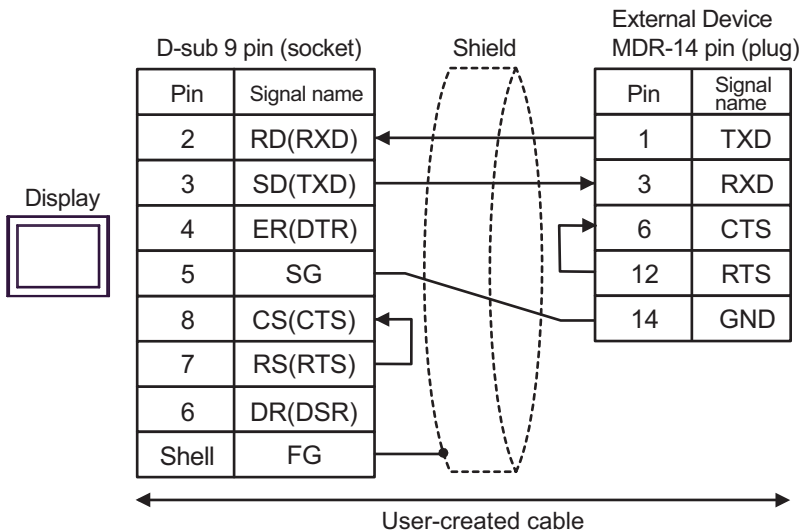 External Device
D-sub 9 pin (socket) Shield MDR-14 pin (plug)
Pin Signal name Pin Signal name
2 RD(RXD) 1 TXD
3 SD(TXD) 3 RXD
Display
4 ER(DTR) 6 CTS
5 SG 12 RTS
8 CS(CTS) 14 GND
7 RS(RTS)
6 DR(DSR)
Shell FG
User-created cable